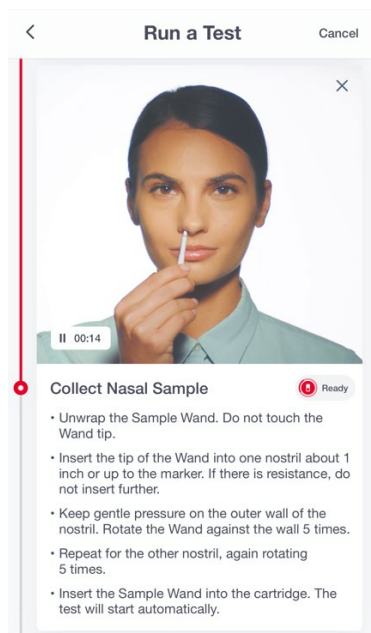 Run a Test
Cancel
00:14
Collect Nasal Sample
Ready
• Unwrap the Sample Wand. Do not touch the
Wand tip.
• Insert the tip of the Wand into one nostril about 1
inch or up to the marker. If there is resistance, do
not insert further.
• Keep gentle pressure on the outer wall of the
nostril. Rotate the Wand against the wall 5 times.
• Repeat for the other nostril, again rotating
5 times.
• Insert the Sample Wand into the cartridge. The
test will start automatically.